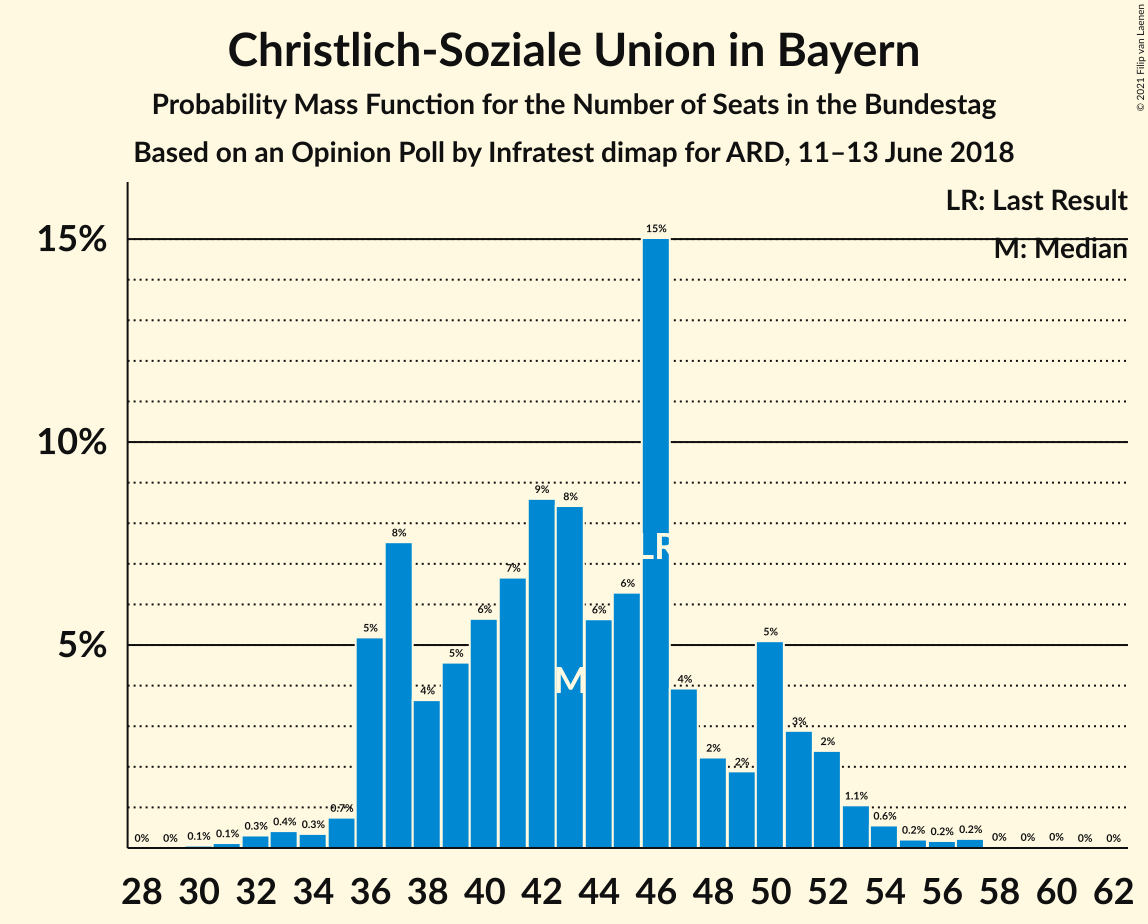 Christlich-Soziale Union in Bayern
Probability Mass Function for the Number of Seats in the Bundestag
Based on an Opinion Poll by Infratest dimap for ARD, 11–13 June 2018
© 2021 Filip van Laenen
LR: Last Result
M: Median
15%
10%
5%
0% 0% 0.1% 0.1% 0.3% 0.4% 0.3% 0.7% 5% 8% 4% 5% 6% 7% 9% 8% 6% 6% 15% 4% 2% 2% 5% 3% 2% 1.1% 0.6% 0.2% 0.2% 0.2% 0% 0% 0% 0% 0%
LR
M
28 30 32 34 36 38 40 42 44 46 48 50 52 54 56 58 60 62